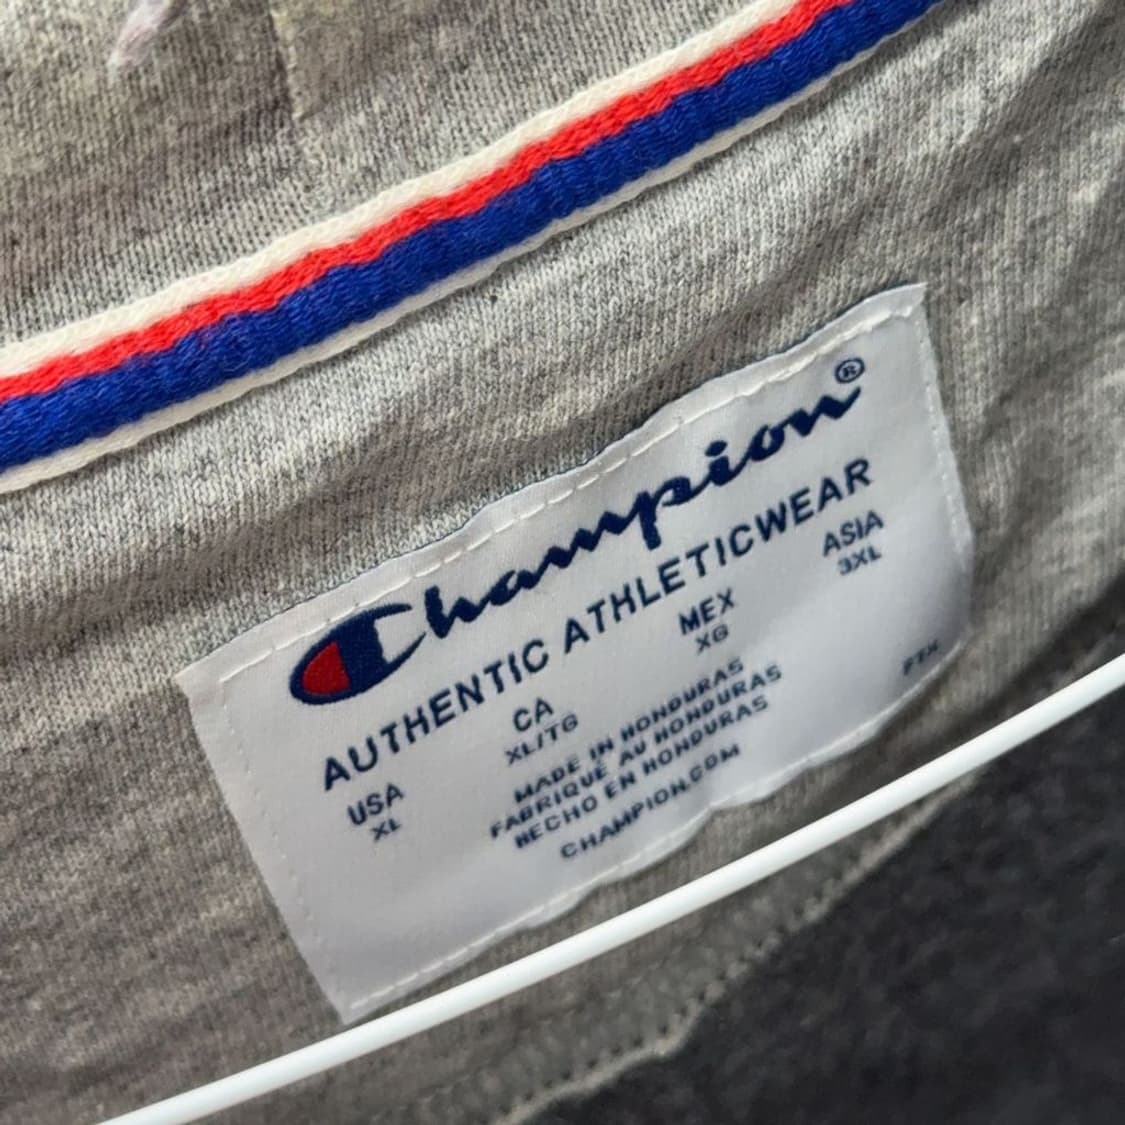 Champion®
AUTHENTIC ATHLETICWEAR
USA CA MEX ASIA
XL XL/TG XG 3XL
MADE IN HONDURAS
FABRIQUÉ AU HONDURAS
HECHO EN HONDURAS
CHAMPION.COM